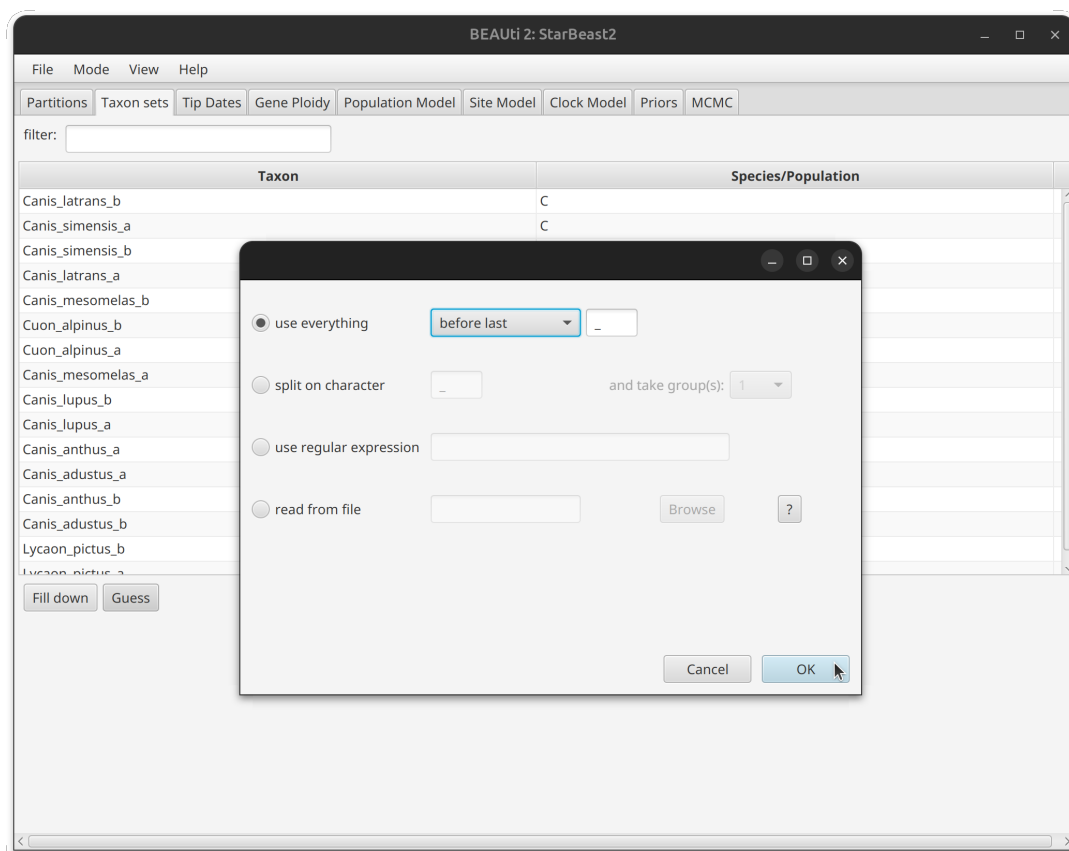 BEAUti 2: StarBeast2
File Mode View Help
Partitions Taxon sets Tip Dates Gene Ploidy Population Model Site Model Clock Model Priors MCMC
filter:
Taxon Species/Population
Canis_latrans_b C
Canis_simensis_a C
Canis_simensis_b
Canis_latrans_a
Canis_mesomelas_b
use everything before last _
Cuon_alpinus_b
Cuon_alpinus_a
Canis_mesomelas_a
split on character _ and take group(s): 1
Canis_lupus_b
Canis_lupus_a
Canis_anthus_a
use regular expression
Canis_adustus_a
Canis_anthus_b
read from file Browse ?
Canis_adustus_b
Lycaon_pictus_b
Lycaon_pictus_a
Fill down Guess
Cancel OK